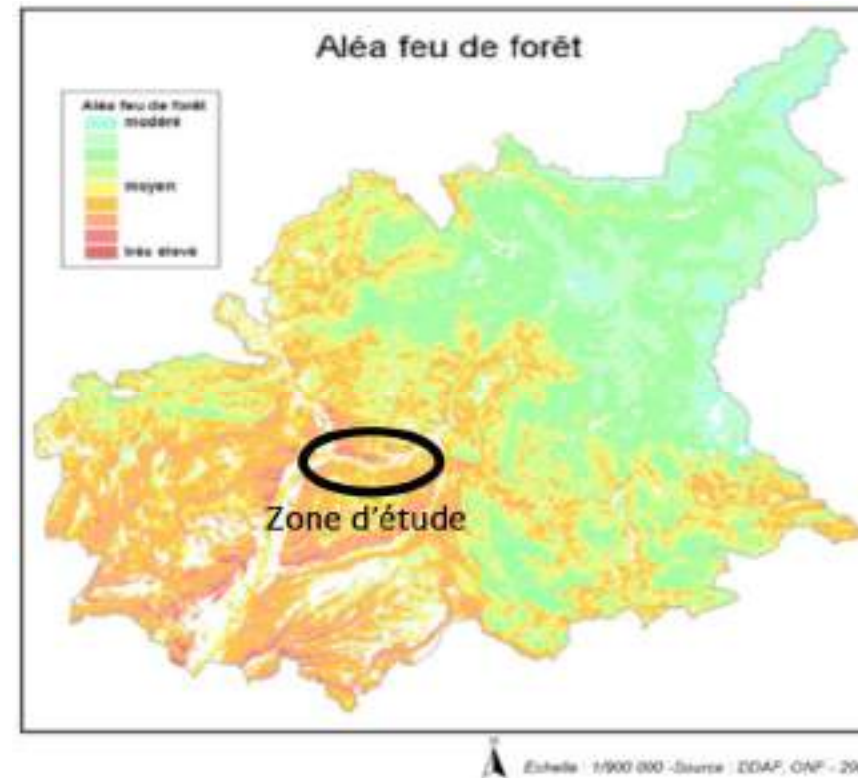 Aléa feu de forêt
Aléa feu de forêt
modéré
moyen
très élevé
Zone d'étude
N
Echelle : 1/900 000 -Source : DDAF, ONF - 20